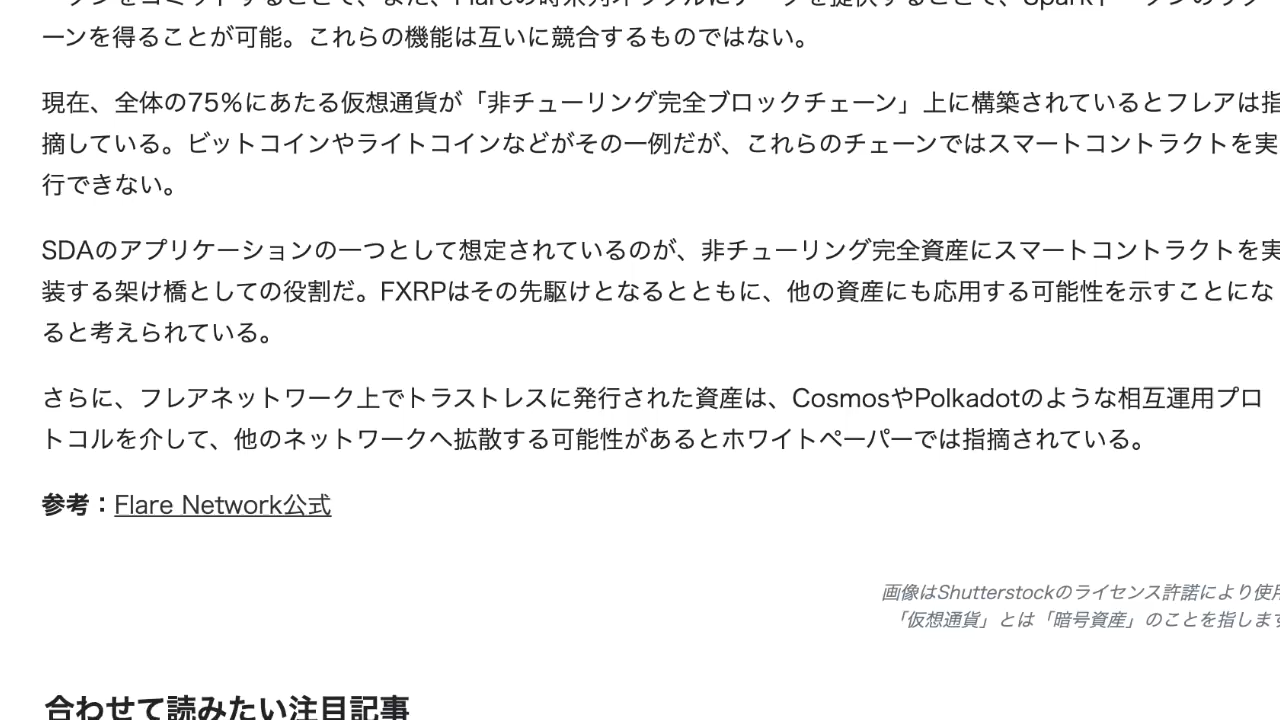 ーンを得ることが可能。これらの機能は互いに競合するものではない。
現在、全体の75%にあたる仮想通貨が「非チューリング完全ブロックチェーン」上に構築されているとフレアは指
摘している。ビットコインやライトコインなどがその一例だが、これらのチェーンではスマートコントラクトを実
行できない。
SDAのアプリケーションの一つとして想定されているのが、非チューリング完全資産にスマートコントラクトを実
装する架け橋としての役割だ。FXRPはその先駆けとなるとともに、他の資産にも応用する可能性を示すことにな
ると考えられている。
さらに、フレアネットワーク上でトラストレスに発行された資産は、CosmosやPolkadotのような相互運用プロ
トコルを介して、他のネットワークへ拡散する可能性があるとホワイトペーパーでは指摘されている。
参考：Flare Network公式
画像はShutterstockのライセンス許諾により使用
「仮想通貨」とは「暗号資産」のことを指します
合わせて読みたい注目記事